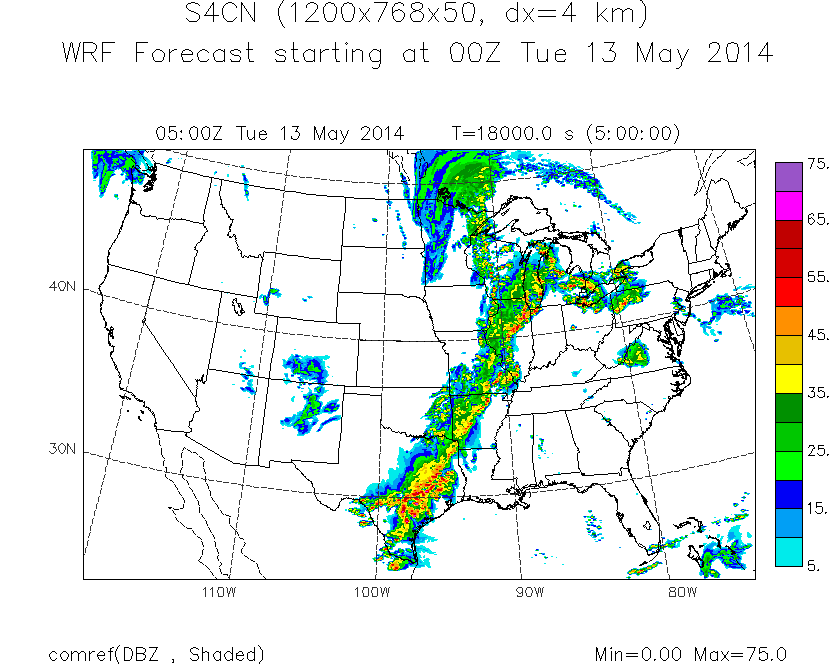 S4CN (1200x768x50, dx=4 km)
WRF Forecast starting at 00Z Tue 13 May 2014
05:00Z Tue 13 May 2014 T=18000.0 s (5:00:00)
75.
65.
55.
45.
40N
35.
30N
25.
15.
5.
110W 100W 90W 80W
comref(DBZ , Shaded) Min=0.00 Max=75.0